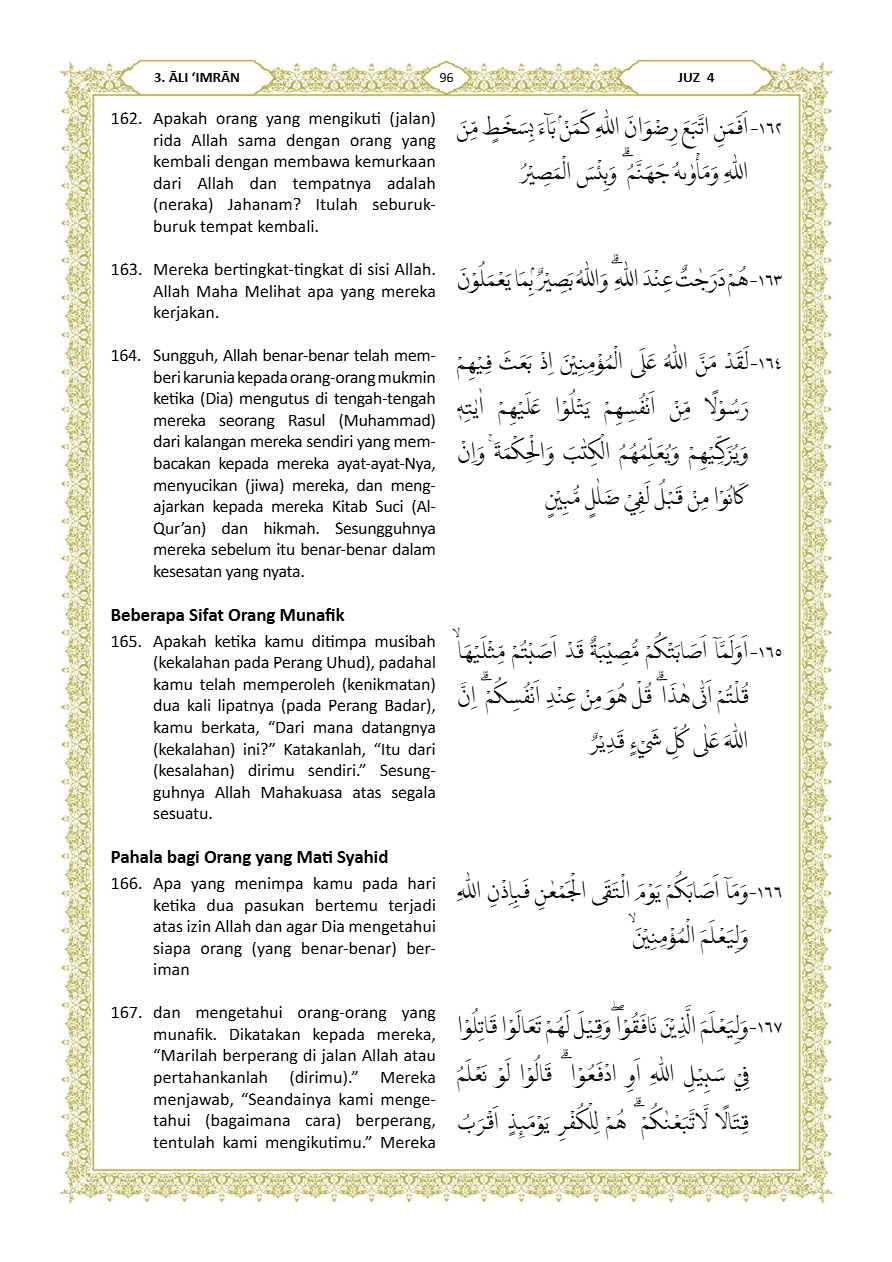 3. ĀLI ‘IMRĀN
96
JUZ 4
162. Apakah orang yang mengikuti (jalan)
rida Allah sama dengan orang yang
kembali dengan membawa kemurkaan
dari Allah dan tempatnya adalah
(neraka) Jahanam? Itulah seburuk-
buruk tempat kembali.
١٦٢-اَفَمَنِ اتَّبَعَ رِضْوَانَ اللّٰهِ كَمَنْۢ بَاۤءَ بِسَخَطٍ مِّنَ
اللّٰهِ وَمَأْوٰىهُ جَهَنَّمُ ۗ وَبِئْسَ الْمَصِيْرُ
163. Mereka bertingkat-tingkat di sisi Allah.
Allah Maha Melihat apa yang mereka
kerjakan.
١٦٣-هُمْ دَرَجٰتٌ عِنْدَ اللّٰهِ ۗ وَاللّٰهُ بَصِيْرٌۢ بِمَا يَعْمَلُوْنَ
164. Sungguh, Allah benar-benar telah mem-
beri karunia kepada orang-orang mukmin
ketika (Dia) mengutus di tengah-tengah
mereka seorang Rasul (Muhammad)
dari kalangan mereka sendiri yang mem-
bacakan kepada mereka ayat-ayat-Nya,
menyucikan (jiwa) mereka, dan meng-
ajarkan kepada mereka Kitab Suci (Al-
Qur’an) dan hikmah. Sesungguhnya
mereka sebelum itu benar-benar dalam
kesesatan yang nyata.
١٦٤-لَقَدْ مَنَّ اللّٰهُ عَلَى الْمُؤْمِنِيْنَ اِذْ بَعَثَ فِيْهِمْ
رَسُوْلًا مِّنْ اَنْفُسِهِمْ يَتْلُوْا عَلَيْهِمْ اٰيٰتِهٖ
وَيُزَكِّيْهِمْ وَيُعَلِّمُهُمُ الْكِتٰبَ وَالْحِكْمَةَ ۚ وَاِنْ
كَانُوْا مِنْ قَبْلُ لَفِيْ ضَلٰلٍ مُّبِيْنٍ
Beberapa Sifat Orang Munafik
165. Apakah ketika kamu ditimpa musibah
(kekalahan pada Perang Uhud), padahal
kamu telah memperoleh (kenikmatan)
dua kali lipatnya (pada Perang Badar),
kamu berkata, “Dari mana datangnya
(kekalahan) ini?” Katakanlah, “Itu dari
(kesalahan) dirimu sendiri.” Sesung-
guhnya Allah Mahakuasa atas segala
sesuatu.
١٦٥-اَوَلَمَّآ اَصَابَتْكُمْ مُّصِيْبَةٌ قَدْ اَصَبْتُمْ مِّثْلَيْهَاۙ
قُلْتُمْ اَنّٰى هٰذَا ۗ قُلْ هُوَ مِنْ عِنْدِ اَنْفُسِكُمْ ۗ اِنَّ
اللّٰهَ عَلٰى كُلِّ شَيْءٍ قَدِيْرٌ
Pahala bagi Orang yang Mati Syahid
166. Apa yang menimpa kamu pada hari
ketika dua pasukan bertemu terjadi
atas izin Allah dan agar Dia mengetahui
siapa orang (yang benar-benar) ber-
iman
١٦٦-وَمَآ اَصَابَكُمْ يَوْمَ الْتَقَى الْجَمْعٰنِ فَبِاِذْنِ اللّٰهِ
وَلِيَعْلَمَ الْمُؤْمِنِيْنَۙ
167. dan mengetahui orang-orang yang
munafik. Dikatakan kepada mereka,
“Marilah berperang di jalan Allah atau
pertahankanlah (dirimu).” Mereka
menjawab, “Seandainya kami menge-
tahui (bagaimana cara) berperang,
tentulah kami mengikutimu.” Mereka
١٦٧-وَلِيَعْلَمَ الَّذِيْنَ نَافَقُوْا ۖ وَقِيْلَ لَهُمْ تَعَالَوْا قَاتِلُوْا
فِيْ سَبِيْلِ اللّٰهِ اَوِ ادْفَعُوْا ۗ قَالُوْا لَوْ نَعْلَمُ
قِتَالًا لَّاتَّبَعْنٰكُمْ ۗ هُمْ لِلْكُفْرِ يَوْمَىِٕذٍ اَقْرَبُ